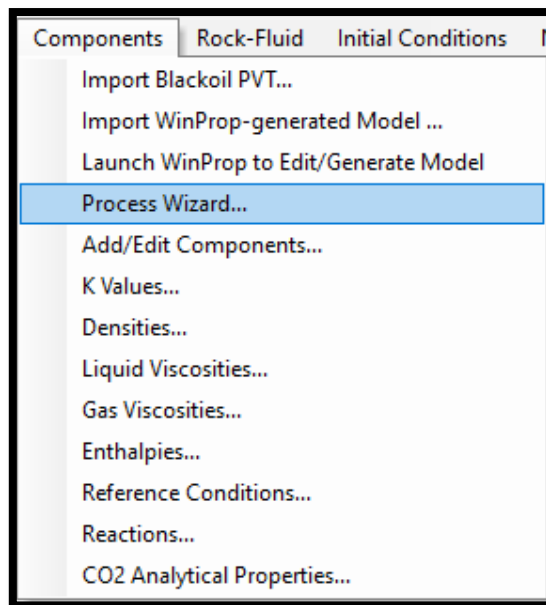 Components Rock-Fluid Initial Conditions
Import Blackoil PVT...
Import WinProp-generated Model ...
Launch WinProp to Edit/Generate Model
Process Wizard...
Add/Edit Components...
K Values...
Densities...
Liquid Viscosities...
Gas Viscosities...
Enthalpies...
Reference Conditions...
Reactions...
CO2 Analytical Properties...